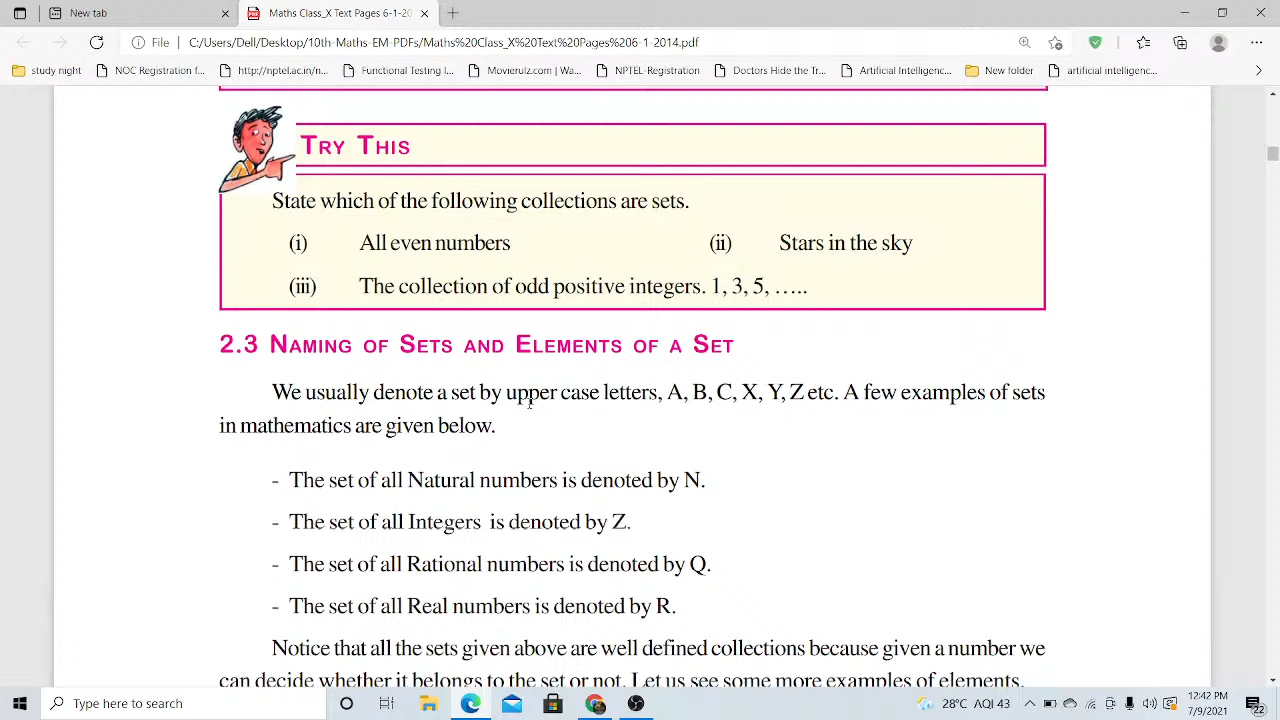 New tab
Maths Class_X Text Pages 6-1-20
File
C:/Users/Dell/Desktop/10th-Maths-EM-PDFs/Maths%20Class_X%20Text%20Pages%206-1-2014.pdf
study night
NOC Registration f...
http://nptel.ac.in/n...
Functional Testing I...
Movierulz.com | Wa...
NPTEL-Registration
Doctors Hide the Tr...
Artificial Intelligenc...
New folder
artificial intelligenc...
TRY THIS
State which of the following collections are sets.
(i) All even numbers (ii) Stars in the sky
(iii) The collection of odd positive integers. 1, 3, 5, …..
2.3 NAMING OF SETS AND ELEMENTS OF A SET
We usually denote a set by upper case letters, A, B, C, X, Y, Z etc. A few examples of sets
in mathematics are given below.
- The set of all Natural numbers is denoted by N.
- The set of all Integers is denoted by Z.
- The set of all Rational numbers is denoted by Q.
- The set of all Real numbers is denoted by R.
Notice that all the sets given above are well defined collections because given a number we
can decide whether it belongs to the set or not. Let us see some more examples of elements.
Type here to search
28°C AQI 43
12:42 PM
7/9/2021
22